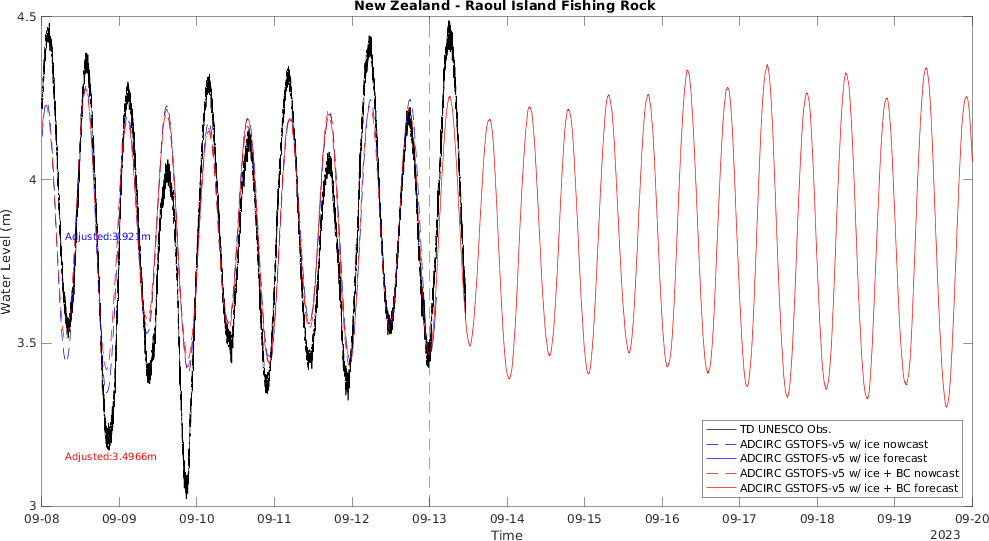 New Zealand - Raoul Island Fishing Rock
4.5
4
3.5
3
Water Level (m)
Adjusted:3.921m
Adjusted:3.4966m
TD UNESCO Obs.
ADCIRC GSTOFS-v5 w/ ice nowcast
ADCIRC GSTOFS-v5 w/ ice forecast
ADCIRC GSTOFS-v5 w/ ice + BC nowcast
ADCIRC GSTOFS-v5 w/ ice + BC forecast
09-08 09-09 09-10 09-11 09-12 09-13 09-14 09-15 09-16 09-17 09-18 09-19 09-20
Time
2023